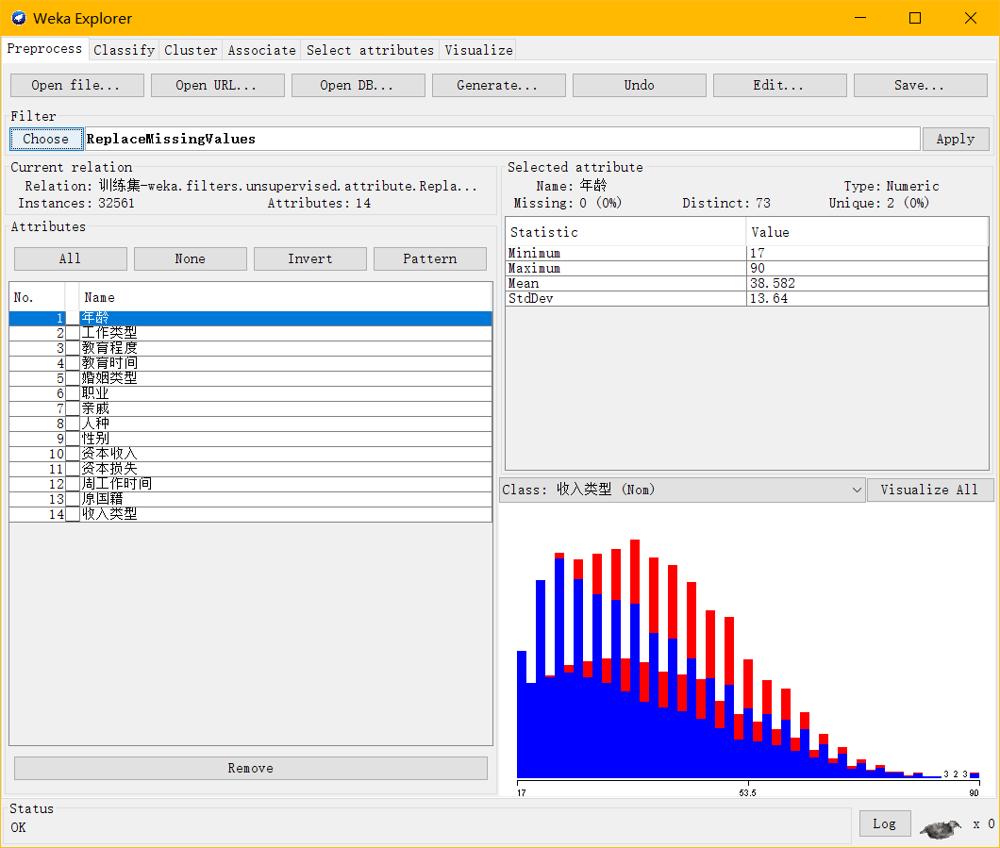 Weka Explorer
Preprocess Classify Cluster Associate Select attributes Visualize
Open file... Open URL... Open DB... Generate... Undo Edit... Save...
Filter
Choose ReplaceMissingValues Apply
Current relation
Relation: 训练集-weka.filters.unsupervised.attribute.Repla...
Instances: 32561 Attributes: 14
Attributes
All None Invert Pattern
No. Name
1 年龄
2 工作类型
3 教育程度
4 教育时间
5 婚姻类型
6 职业
7 亲戚
8 人种
9 性别
10 资本收入
11 资本损失
12 周工作时间
13 原国籍
14 收入类型
Remove
Selected attribute
Name: 年龄 Type: Numeric
Missing: 0 (0%) Distinct: 73 Unique: 2 (0%)
Statistic Value
Minimum 17
Maximum 90
Mean 38.582
StdDev 13.64
Class: 收入类型 (Nom) Visualize All
3 2 3
17 53.5 90
Status
OK
Log x 0